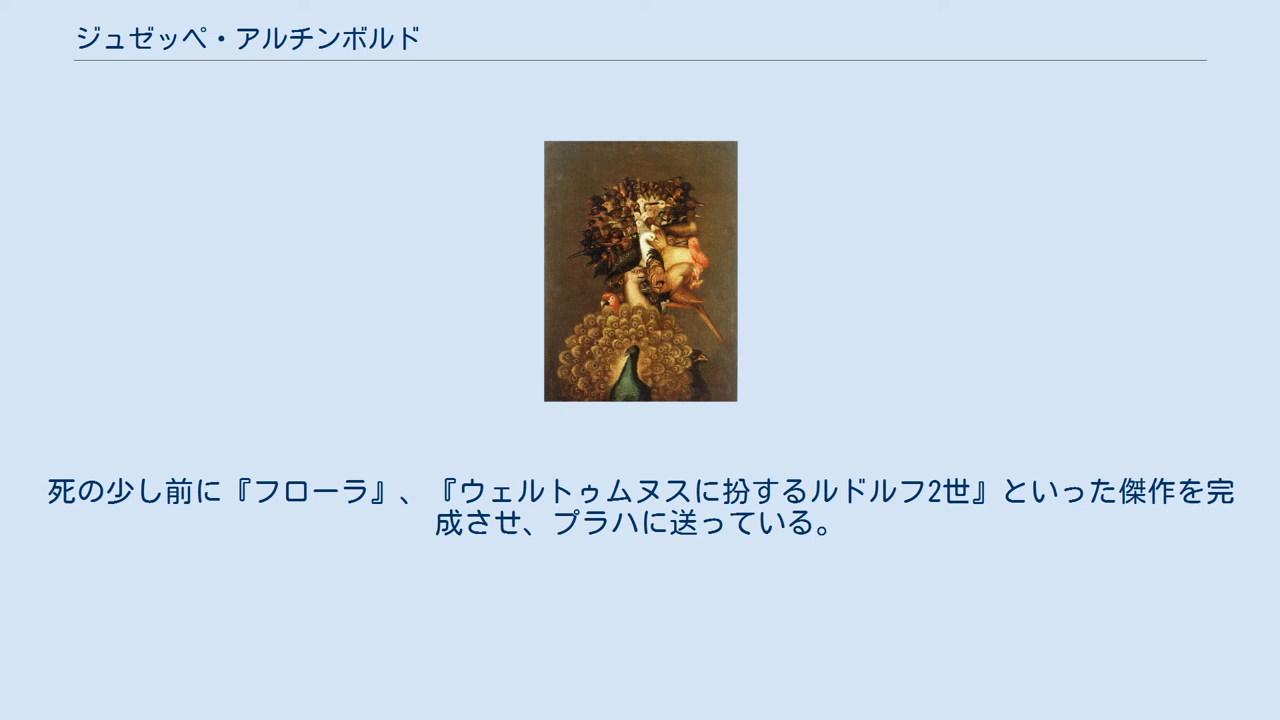 ジュゼッペ・アルチンボルド
死の少し前に『フローラ』、『ウェルトゥムヌスに扮するルドルフ2世』といった傑作を完
成させ、プラハに送っている。